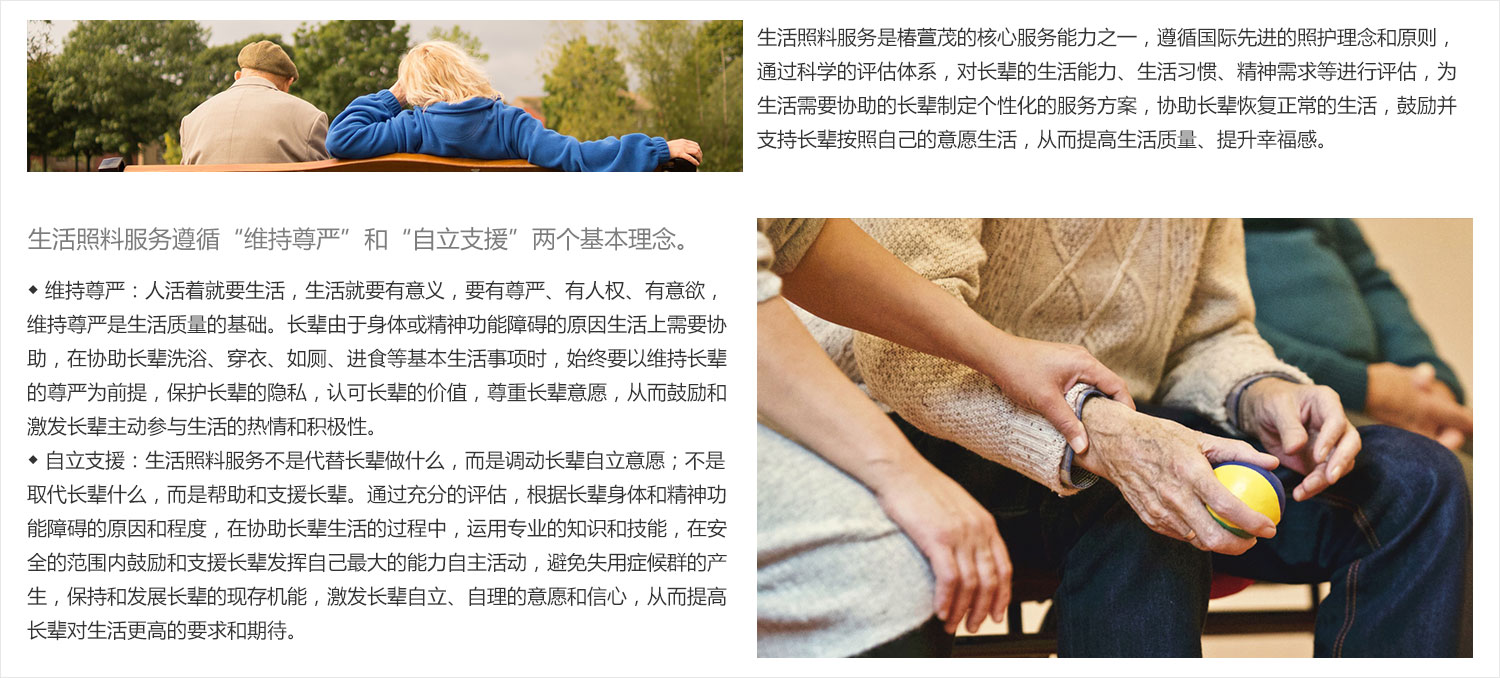 生活照料服务是椿萱茂的核心服务能力之一，遵循国际先进的照护理念和原则，
通过科学的评估体系，对长辈的生活能力、生活习惯、精神需求等进行评估，为
生活需要协助的长辈制定个性化的服务方案，协助长辈恢复正常的生活，鼓励并
支持长辈按照自己的意愿生活，从而提高生活质量、提升幸福感。
生活照料服务遵循“维持尊严”和“自立支援”两个基本理念。
◆ 维持尊严：人活着就要生活，生活就要有意义，要有尊严、有人权、有意欲，
维持尊严是生活质量的基础。长辈由于身体或精神功能障碍的原因生活上需要协
助，在协助长辈洗浴、穿衣、如厕、进食等基本生活事项时，始终要以维持长辈
的尊严为前提，保护长辈的隐私，认可长辈的价值，尊重长辈意愿，从而鼓励和
激发长辈主动参与生活的热情和积极性。
◆ 自立支援：生活照料服务不是代替长辈做什么，而是调动长辈自立意愿；不是
取代长辈什么，而是帮助和支援长辈。通过充分的评估，根据长辈身体和精神功
能障碍的原因和程度，在协助长辈生活的过程中，运用专业的知识和技能，在安
全的范围内鼓励和支援长辈发挥自己最大的能力自主活动，避免失用症候群的产
生，保持和发展长辈的现存机能，激发长辈自立、自理的意愿和信心，从而提高
长辈对生活更高的要求和期待。